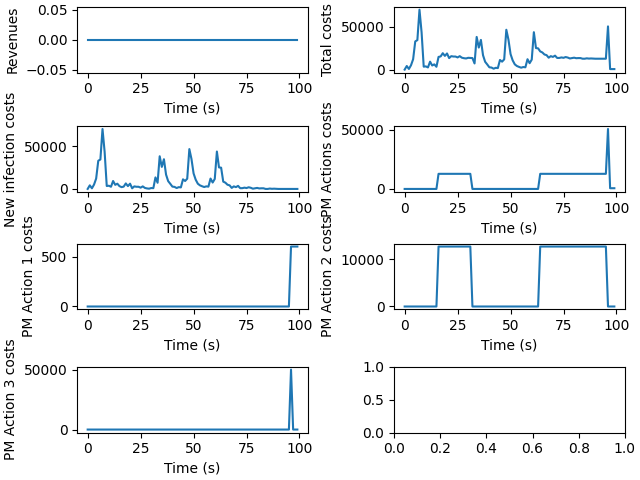 Revenues
0.05
0.00
−0.05
0 25 50 75 100
Time (s)
Total costs
50000
0
0 25 50 75 100
Time (s)
New infection costs
50000
0
0 25 50 75 100
Time (s)
PM Actions costs
50000
0
0 25 50 75 100
Time (s)
PM Action 1 costs
500
0
0 25 50 75 100
Time (s)
PM Action 2 costs
10000
0
0 25 50 75 100
Time (s)
PM Action 3 costs
50000
0
0 25 50 75 100
Time (s)
1.0
0.5
0.0
0.0 0.2 0.4 0.6 0.8 1.0